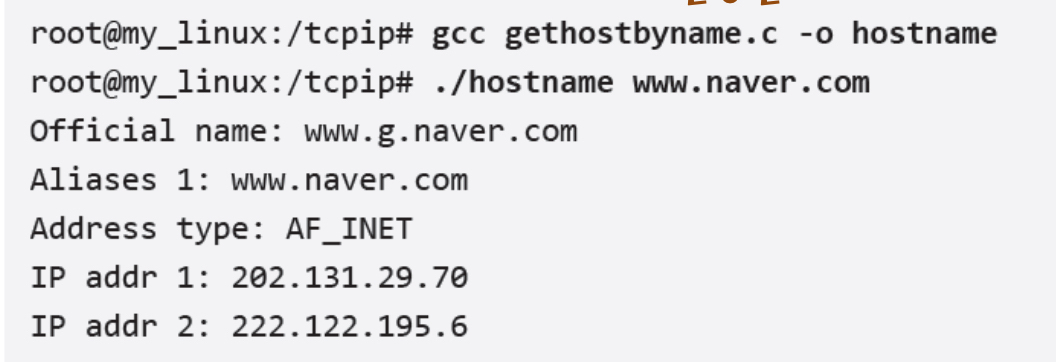 root@my_linux:/tcpip# gcc gethostbyname.c -o hostname
root@my_linux:/tcpip# ./hostname www.naver.com
Official name: www.g.naver.com
Aliases 1: www.naver.com
Address type: AF_INET
IP addr 1: 202.131.29.70
IP addr 2: 222.122.195.6